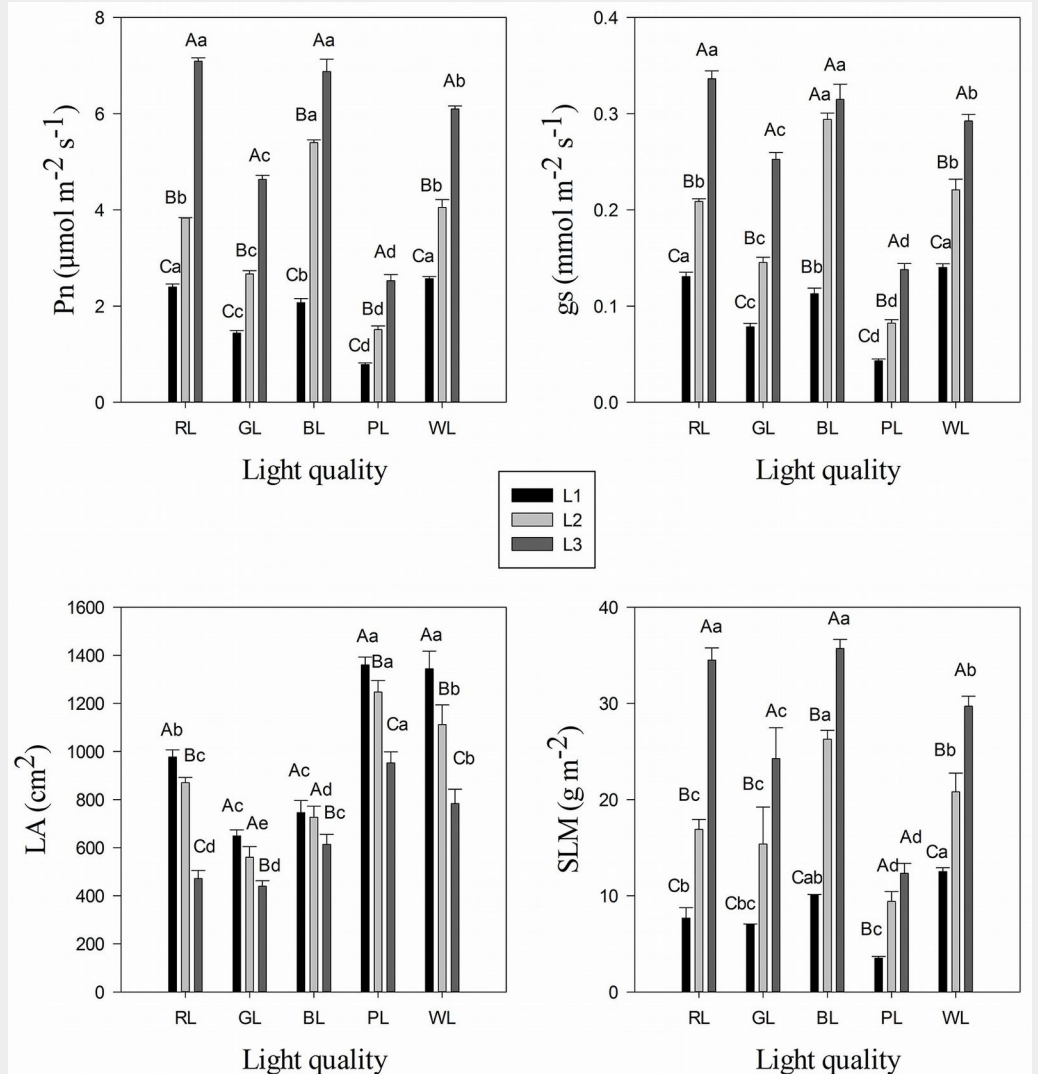 Pn (µmol m-2 s-1)
8
6
4
2
0
Ca Bb Aa
Cc Bc Ac
Cb Ba Aa
Cd Bd Ad
Ca Bb Ab
RL GL BL PL WL
Light quality
gs (mmol m-2 s-1)
0.4
0.3
0.2
0.1
0.0
Ca Bb Aa
Cc Bc Ac
Bb Aa Aa
Cd Bd Ad
Ca Bb Ab
RL GL BL PL WL
Light quality
L1
L2
L3
LA (cm2)
1600
1400
1200
1000
800
600
400
200
0
Ab Bc Cd
Ac Ae Bd
Ac Ad Bc
Aa Ba Ca
Aa Bb Cb
RL GL BL PL WL
Light quality
SLM (g m-2)
40
30
20
10
0
Cb Bc Aa
Cbc Bc Ac
Cab Ba Aa
Bc Ad Ad
Ca Bb Ab
RL GL BL PL WL
Light quality